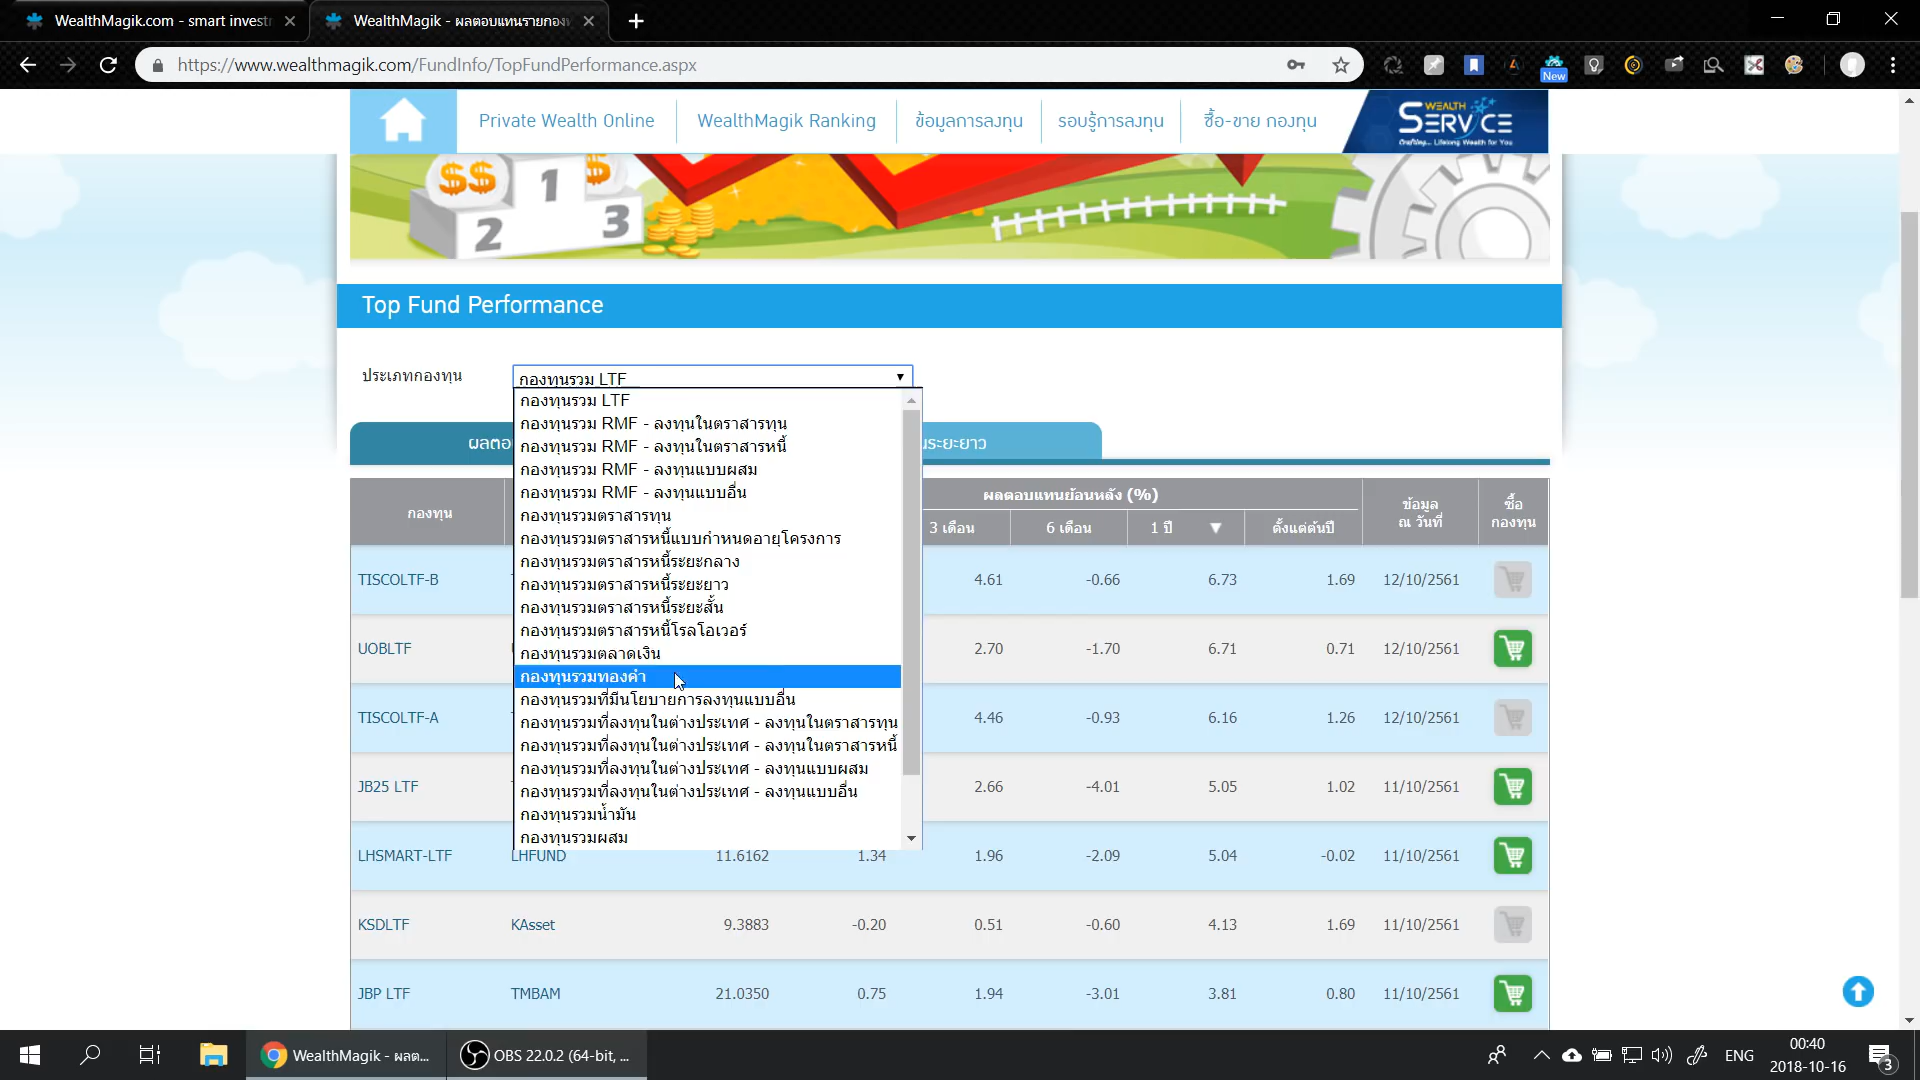 WealthMagik.com - smart invest
WealthMagik - ผลตอบแทนรายกอง
https://www.wealthmagik.com/FundInfo/TopFundPerformance.aspx
New
Private Wealth Online
WealthMagik Ranking
ข้อมูลการลงทุน
รอบรู้การลงทุน
ซื้อ-ขาย กองทุน
WEALTH
SERVICE
Crafting... Lifelong Wealth for You
$$ 1 $
2 3
Top Fund Performance
ประเภทกองทุน
กองทุนรวม LTF
กองทุนรวม LTF
กองทุนรวม RMF - ลงทุนในตราสารทุน
กองทุนรวม RMF - ลงทุนในตราสารหนี้
กองทุนรวม RMF - ลงทุนแบบผสม
กองทุนรวม RMF - ลงทุนแบบอื่น
กองทุนรวมตราสารทุน
กองทุนรวมตราสารหนี้แบบกำหนดอายุโครงการ
กองทุนรวมตราสารหนี้ระยะกลาง
กองทุนรวมตราสารหนี้ระยะยาว
กองทุนรวมตราสารหนี้ระยะสั้น
กองทุนรวมตราสารหนี้โรลโอเวอร์
กองทุนรวมตลาดเงิน
กองทุนรวมทองคำ
กองทุนรวมที่มีนโยบายการลงทุนแบบอื่น
กองทุนรวมที่ลงทุนในต่างประเทศ - ลงทุนในตราสารทุน
กองทุนรวมที่ลงทุนในต่างประเทศ - ลงทุนในตราสารหนี้
กองทุนรวมที่ลงทุนในต่างประเทศ - ลงทุนแบบผสม
กองทุนรวมที่ลงทุนในต่างประเทศ - ลงทุนแบบอื่น
กองทุนรวมน้ำมัน
กองทุนรวมผสม
ผลตอ
นระยะยาว
กองทุน
ผลตอบแทนย้อนหลัง (%)
3 เดือน 6 เดือน 1 ปี ▼ ตั้งแต่ต้นปี
ข้อมูล
ณ วันที่
ซื้อ
กองทุน
TISCOLTF-B 4.61 -0.66 6.73 1.69 12/10/2561
UOBLTF 2.70 -1.70 6.71 0.71 11/10/2561
TISCOLTF-A 4.46 -0.93 6.16 1.26 12/10/2561
JB25 LTF 2.66 -4.01 5.05 1.02 11/10/2561
LHSMART-LTF LHFUND 11.6162 1.34 1.96 -2.09 5.04 -0.02 11/10/2561
KSDLTF KAsset 9.3883 -0.20 0.51 -0.60 4.13 1.69 11/10/2561
JBP LTF TMBAM 21.0350 0.75 1.94 -3.01 3.81 0.80 11/10/2561
WealthMagik - ผลต...
OBS 22.0.2 (64-bit, ...
ENG
00:40
2018-10-16
3